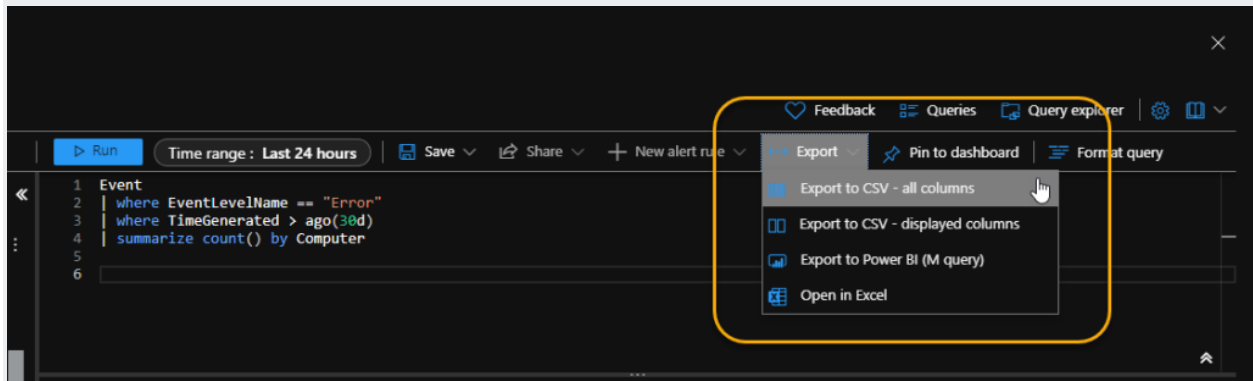 Feedback Queries Query explorer
Run Time range : Last 24 hours Save Share New alert rule Export Pin to dashboard Format query
1 Event
2 | where EventLevelName == "Error"
3 | where TimeGenerated > ago(30d)
4 | summarize count() by Computer
5
6
Export to CSV - all columns
Export to CSV - displayed columns
Export to Power BI (M query)
Open in Excel